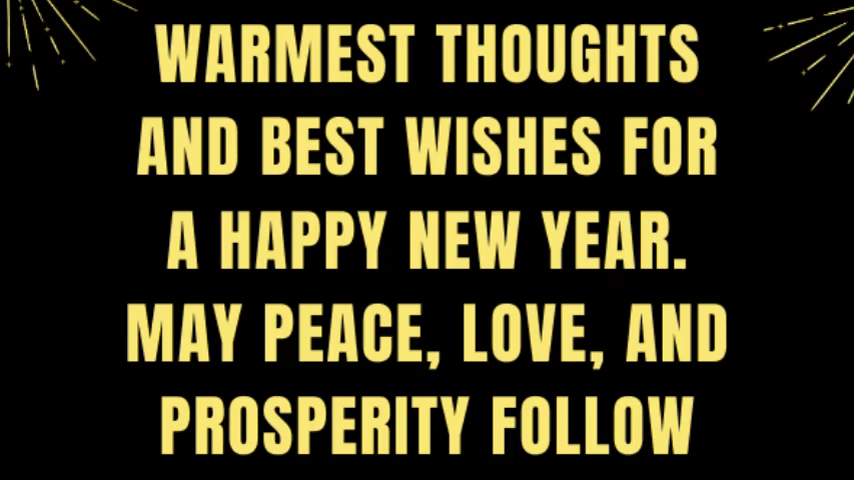 WARMEST THOUGHTS
AND BEST WISHES FOR
A HAPPY NEW YEAR.
MAY PEACE, LOVE, AND
PROSPERITY FOLLOW